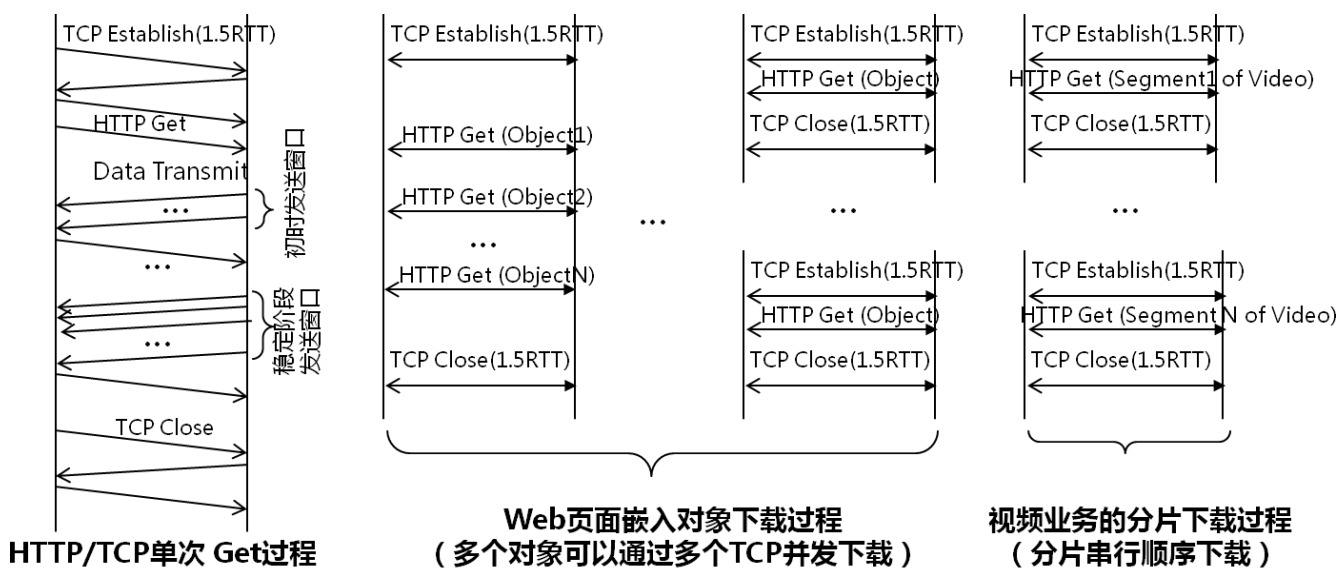 TCP Establish(1.5RTT)
HTTP Get
Data Transmit
...
初时发送窗口
...
稳定阶段
发送窗口
...
TCP Close
HTTP/TCP单次 Get过程
TCP Establish(1.5RTT)
HTTP Get (Object1)
HTTP Get (Object2)
...
HTTP Get (ObjectN)
TCP Close(1.5RTT)
...
TCP Establish(1.5RTT)
HTTP Get (Object)
TCP Close(1.5RTT)
...
TCP Establish(1.5RTT)
HTTP Get (Object)
TCP Close(1.5RTT)
Web页面嵌入对象下载过程
（多个对象可以通过多个TCP并发下载）
TCP Establish(1.5RTT)
HTTP Get (Segment1 of Video)
TCP Close(1.5RTT)
...
TCP Establish(1.5RTT)
HTTP Get (Segment N of Video)
TCP Close(1.5RTT)
视频业务的分片下载过程
（分片串行顺序下载）